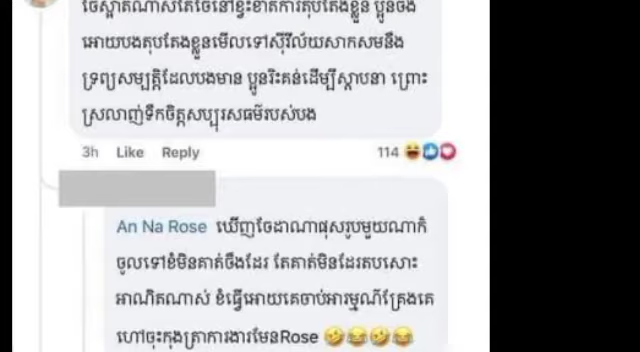 ចែស្អាតណាស់តែចែនៅខ្វះខាតការតុបតែងខ្លួន ប្អូនចង់
អោយបងតុបតែងខ្លួនមើលទៅស៊ីវីល័យសាកសមនឹង
ទ្រព្យសម្បត្តិដែលបងមាន ប្អូនរិះគន់ដើម្បីស្ថាបនា ព្រោះ
ស្រលាញ់ទឹកចិត្តសប្បុរសធម៌របស់បង
3h Like Reply 114 😆👍❤️
An Na Rose ឃើញចែដាណាផុសរូបមួយណាក៏
ចូលទៅខំមិនគាត់ចឹងដែរ តែគាត់មិនដែរតបសោះ
អាណិតណាស់ ខំធ្វើអោយគេចាប់អារម្មណ៍ក្រែងគេ
ហៅចុះកុងត្រាការងារមែនRose 🤣😂🤣😂